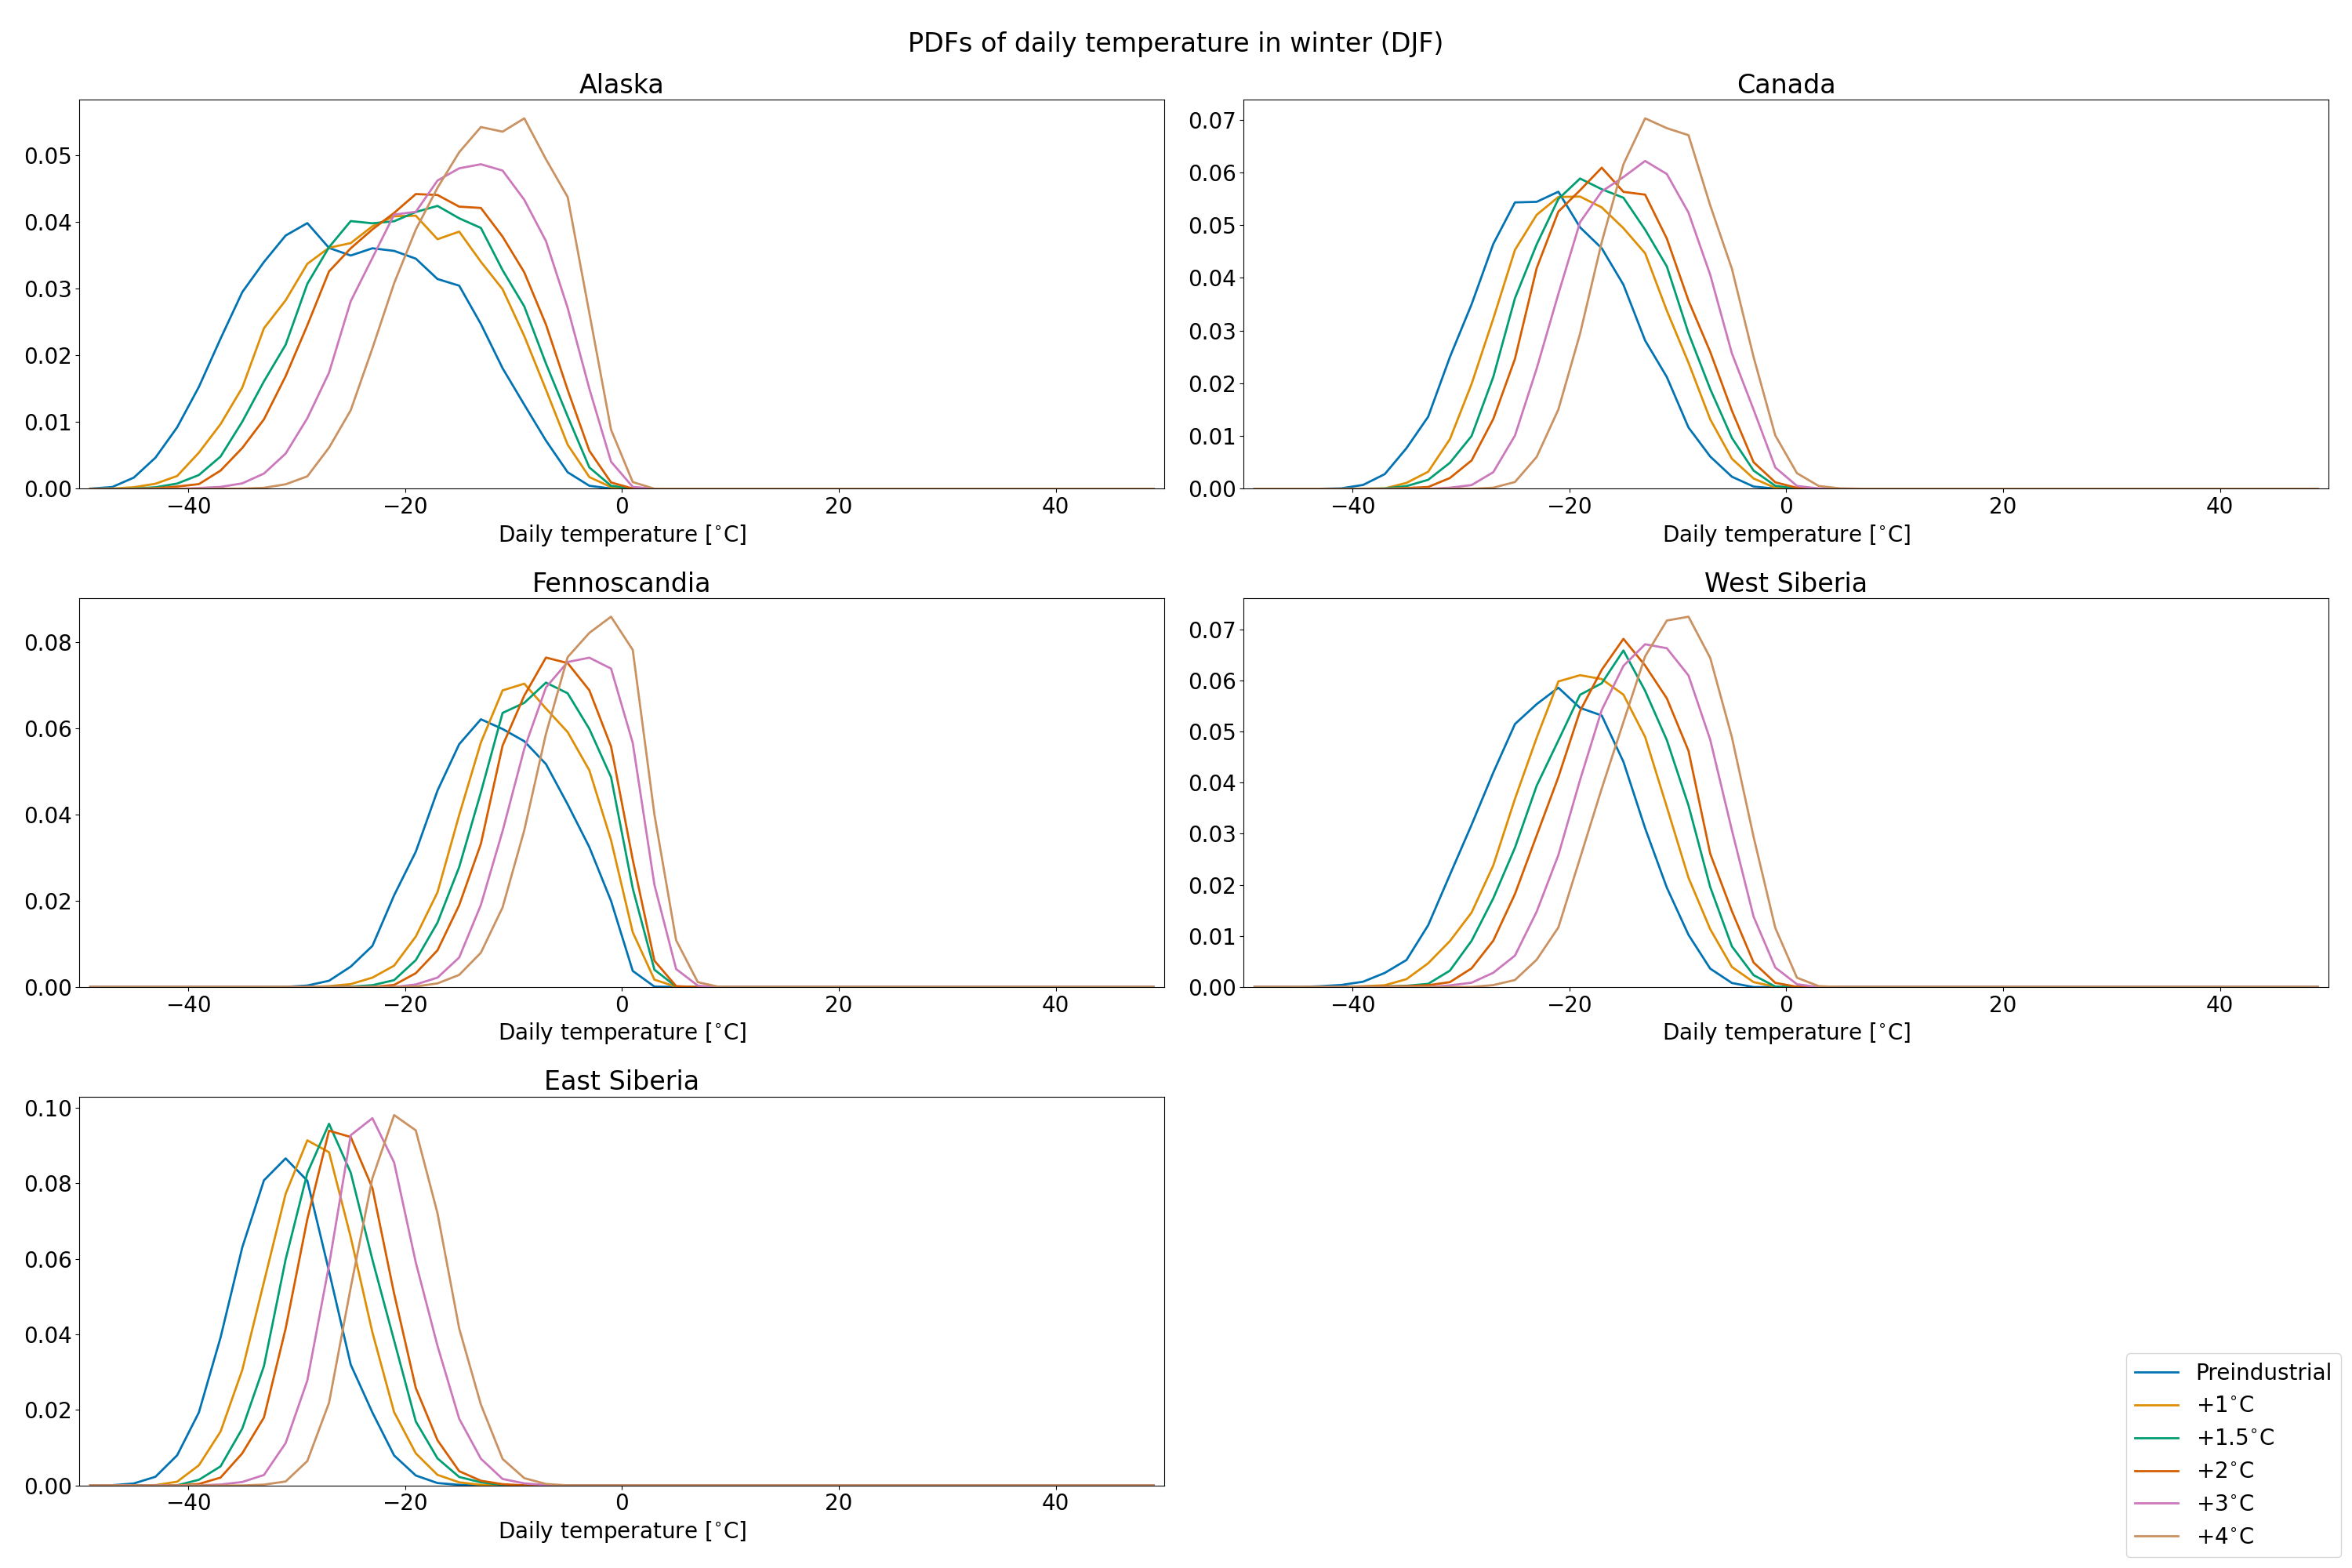 PDFs of daily temperature in winter (DJF)
Alaska
0.05
0.04
0.03
0.02
0.01
0.00
−40 −20 0 20 40
Daily temperature [°C]
Canada
0.07
0.06
0.05
0.04
0.03
0.02
0.01
0.00
−40 −20 0 20 40
Daily temperature [°C]
Fennoscandia
0.08
0.06
0.04
0.02
0.00
−40 −20 0 20 40
Daily temperature [°C]
West Siberia
0.07
0.06
0.05
0.04
0.03
0.02
0.01
0.00
−40 −20 0 20 40
Daily temperature [°C]
East Siberia
0.10
0.08
0.06
0.04
0.02
0.00
−40 −20 0 20 40
Daily temperature [°C]
Preindustrial
+1°C
+1.5°C
+2°C
+3°C
+4°C